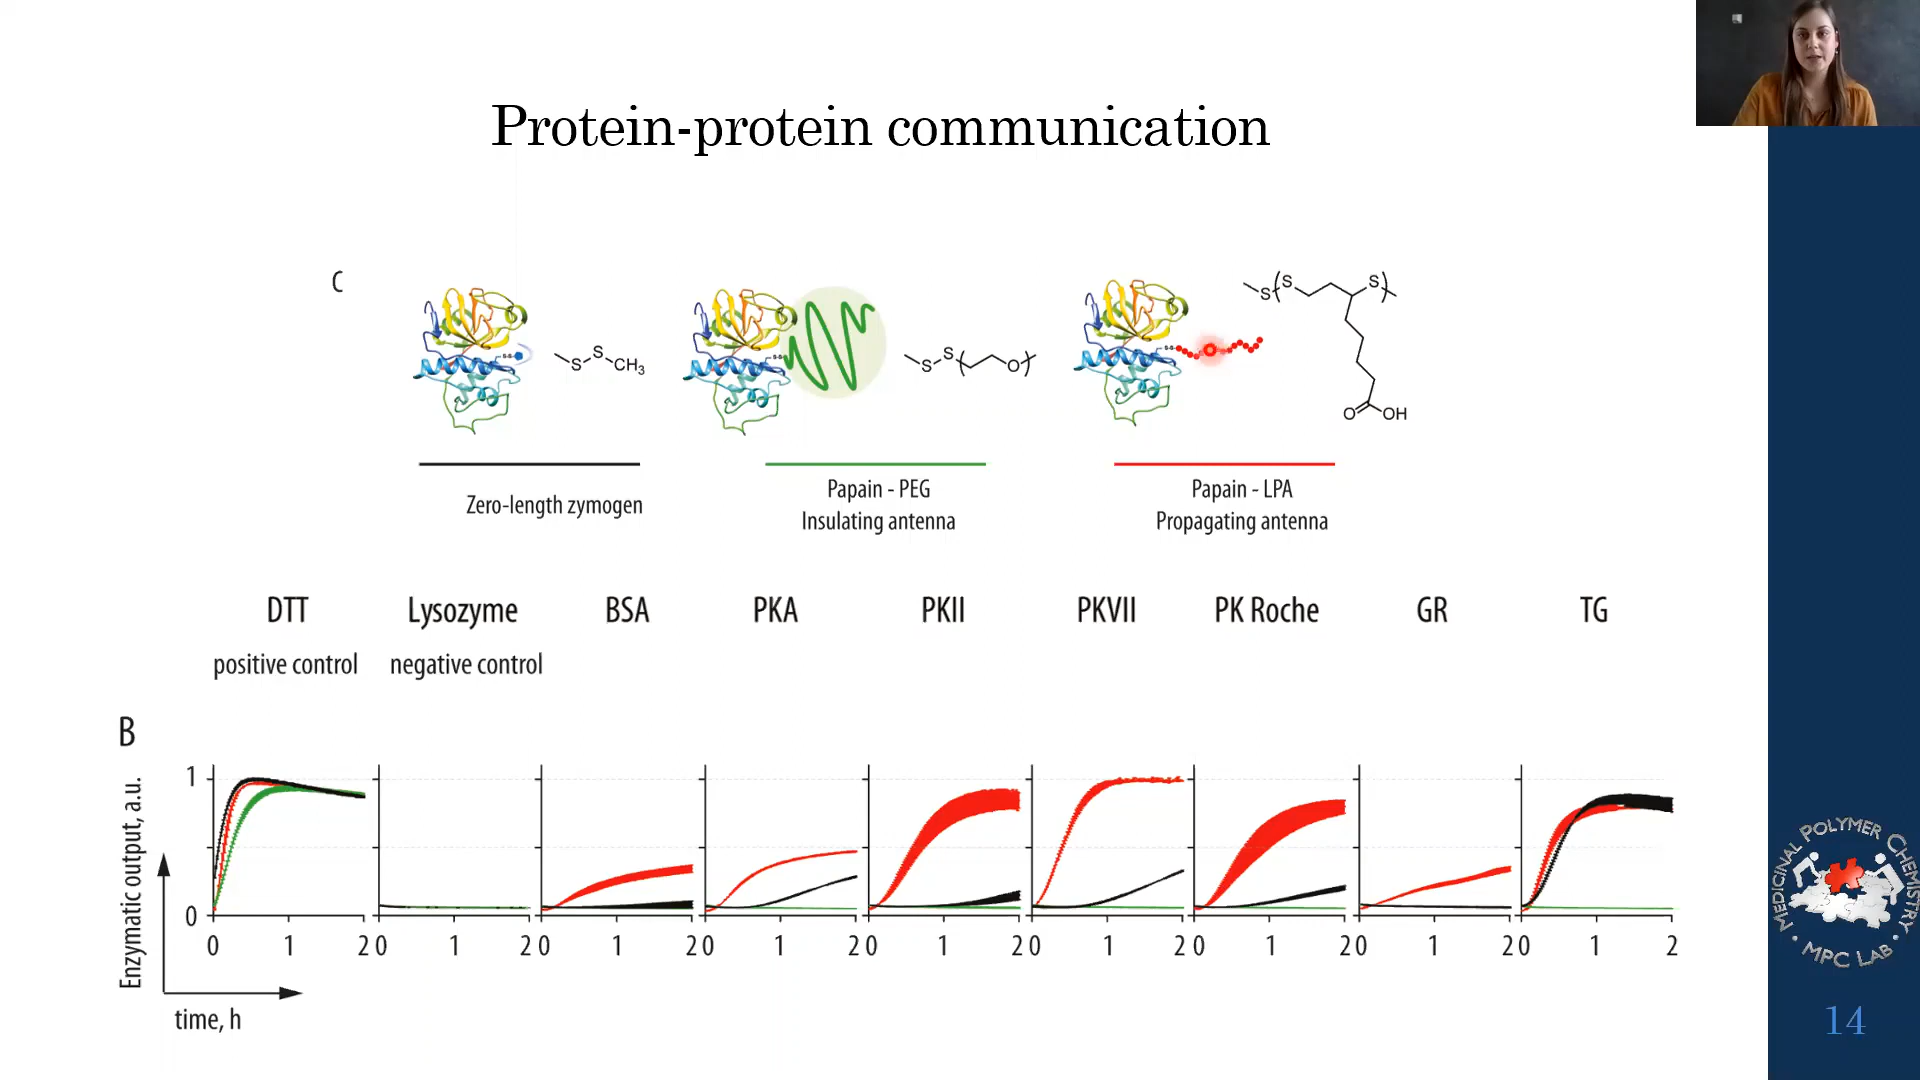 Protein-protein communication
C
S-S
S
S
CH3
S-S
S
S
O
S-S
S
S
S
O
OH
Zero-length zymogen
Papain - PEG
Insulating antenna
Papain - LPA
Propagating antenna
DTT Lysozyme BSA PKA PKII PKVII PK Roche GR TG
positive control negative control
B
Enzymatic output, a.u.
1
0
0 1 2 0 1 2 0 1 2 0 1 2 0 1 2 0 1 2 0 1 2 0 1 2 0 1 2
time, h
MEDICINAL POLYMER CHEMISTRY
• MPC LAB •
14